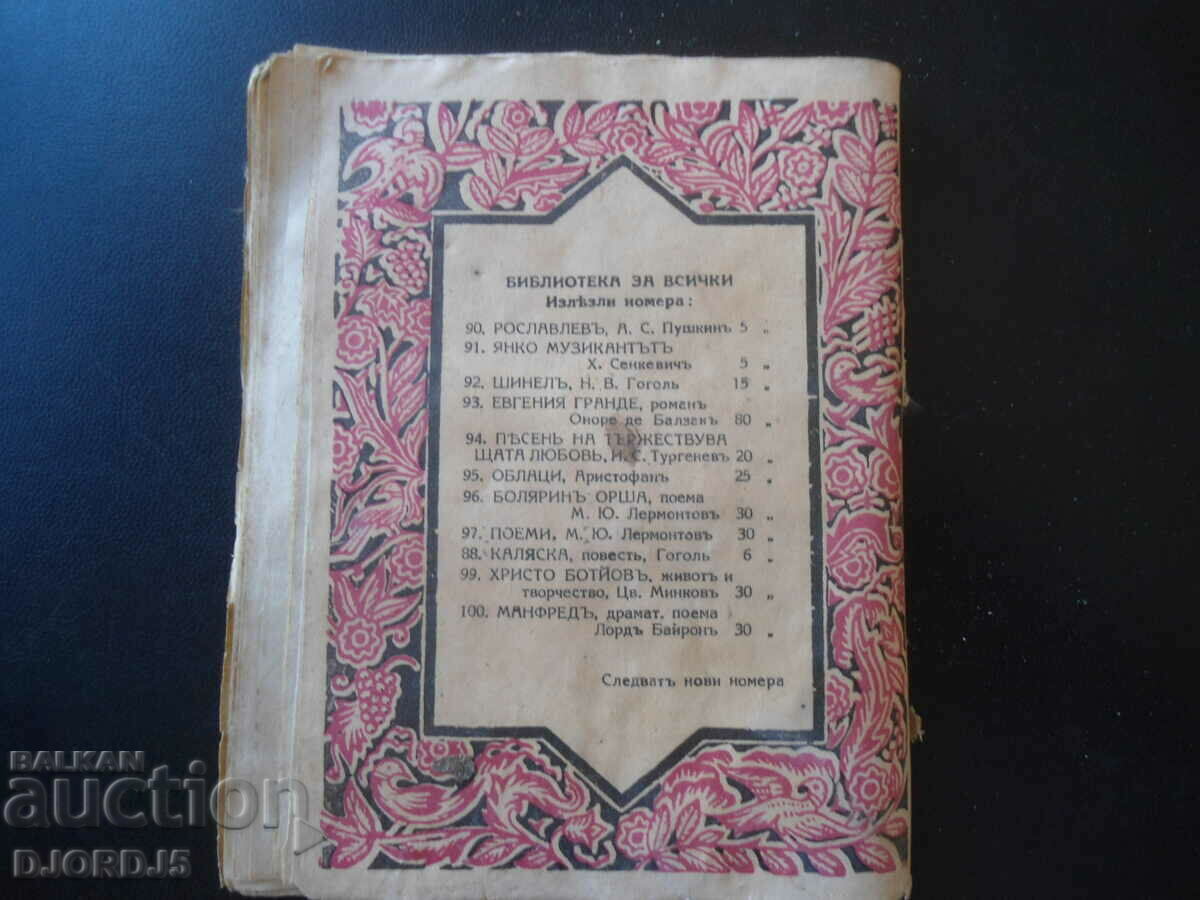 БИБЛИОТЕКА ЗА ВСИЧКИ
Излѣзли номера:
90. РОСЛАВЛЕВЪ, А. С. Пушкинъ 5 „
91. ЯНКО МУЗИКАНТЪТЪ
Х. Сенкевичъ 5 „
92. ШИНЕЛЪ, Н. В. Гоголь 15 „
93. ЕВГЕНИЯ ГРАНДЕ, романъ
Оноре де Балзакъ 80 „
94. ПѢСЕНЬ НА ТЪРЖЕСТВУВА
ЩАТА ЛЮБОВЬ, И. С. Тургеневъ 20 „
95. ОБЛАЦИ, Аристофанъ 25 „
96. БОЛЯРИНЪ ОРША, поема
М. Ю. Лермонтовъ 30 „
97. ПОЕМИ, М. Ю. Лермонтовъ 30 „
88. КАЛЯСКА, повесть, Гоголь 6 „
99. ХРИСТО БОТЙОВЪ, животъ и
творчество, Цв. Минковъ 30 „
100. МАНФРЕДЪ, драмат. поема
Лордъ Байронъ 30 „
Следватъ нови номера
BALKAN
auction
DJORDJ5